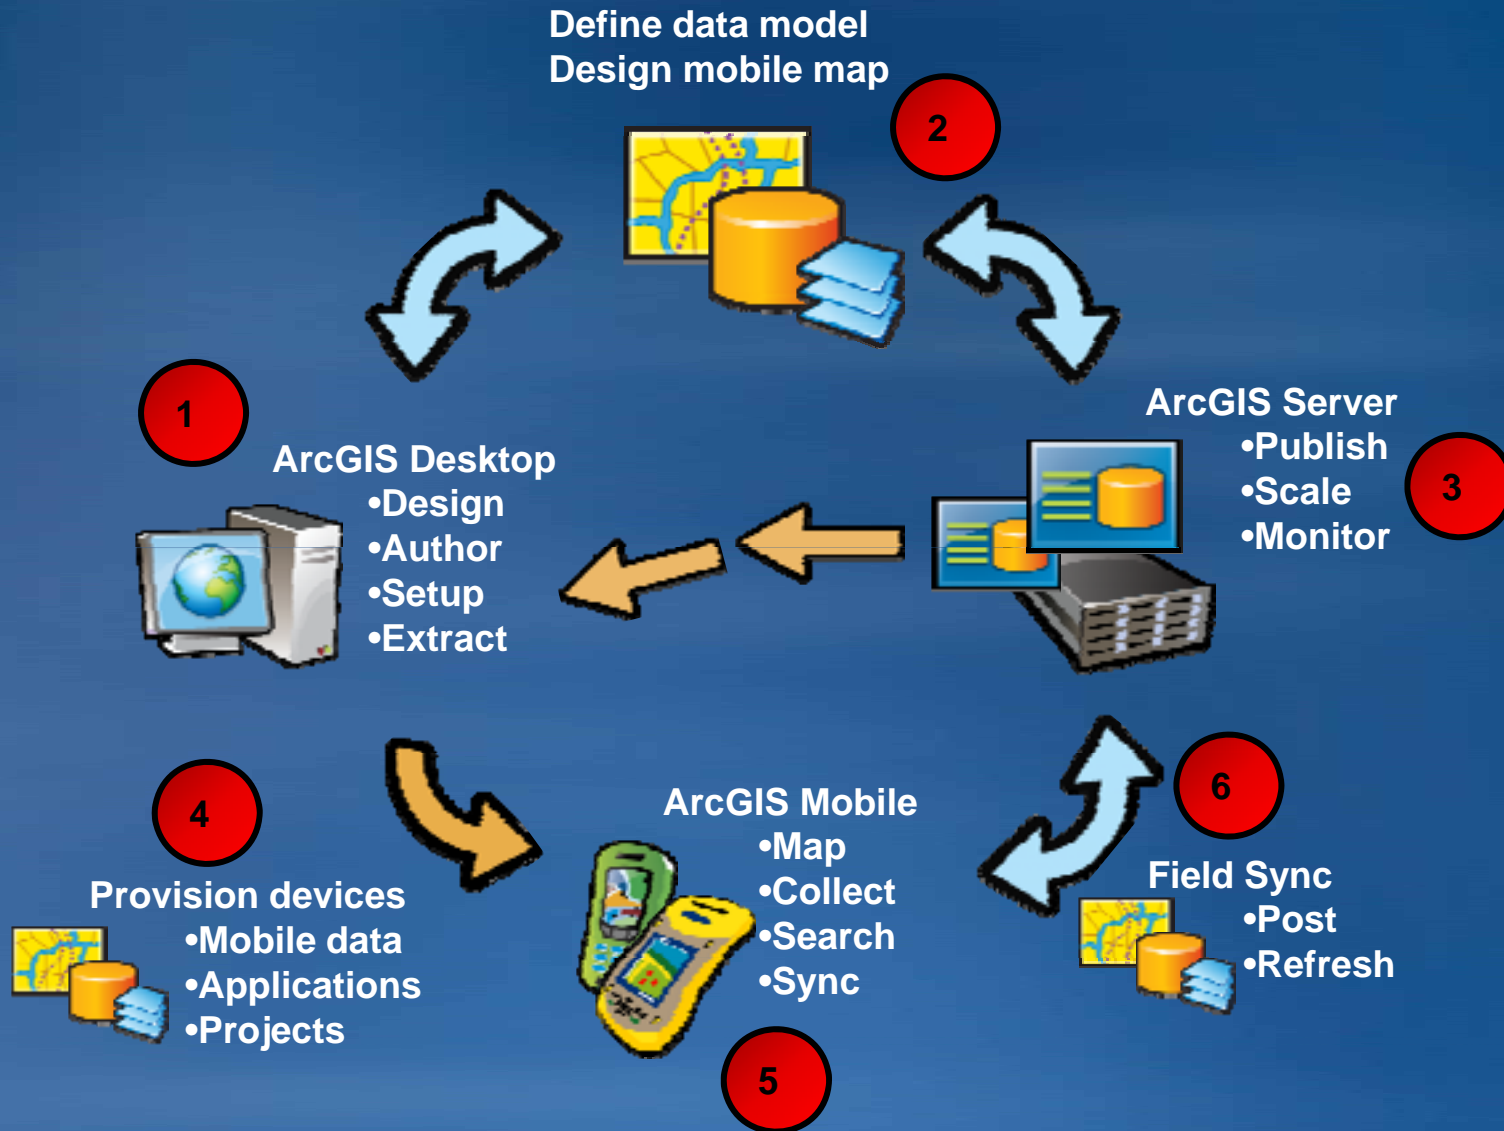 Define data model
Design mobile map
2
1
ArcGIS Desktop
•Design
•Author
•Setup
•Extract
ArcGIS Server
•Publish
•Scale
•Monitor
3
4
Provision devices
•Mobile data
•Applications
•Projects
ArcGIS Mobile
•Map
•Collect
•Search
•Sync
5
6
Field Sync
•Post
•Refresh